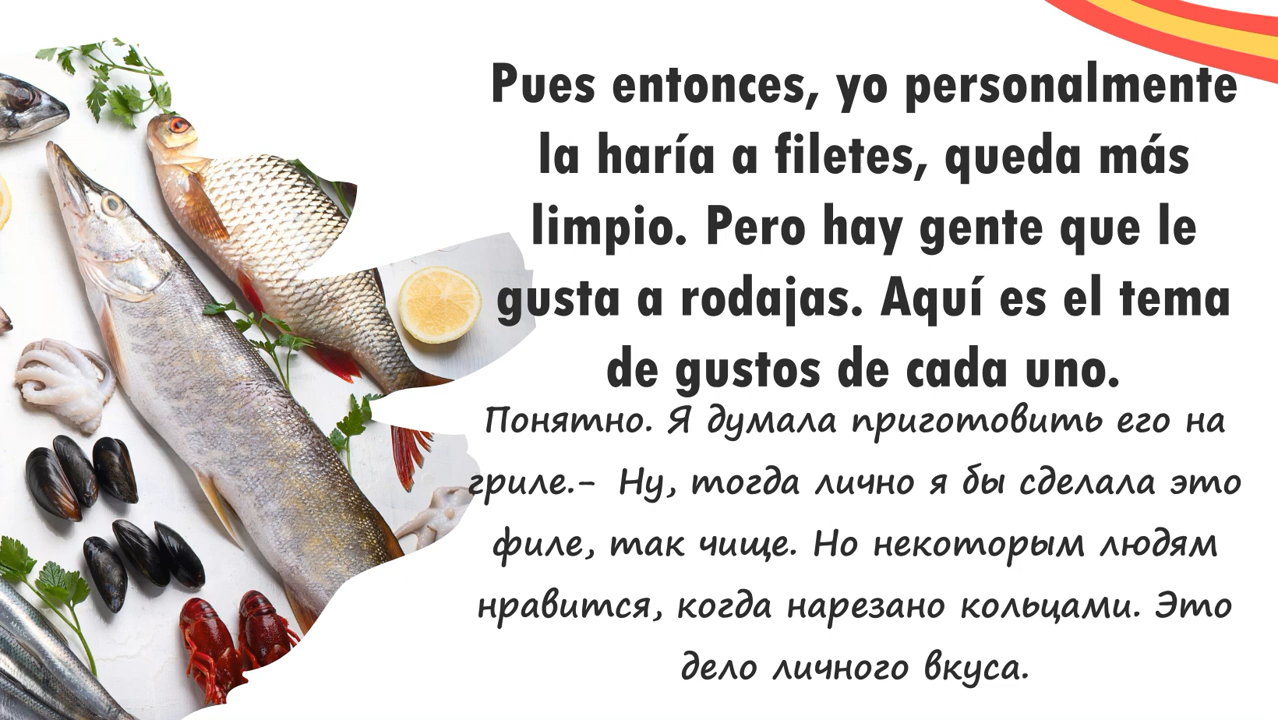 Pues entonces, yo personalmente
la haría a filetes, queda más
limpio. Pero hay gente que le
gusta a rodajas. Aquí es el tema
de gustos de cada uno.
Понятно. Я думала приготовить его на
гриле.- Ну, тогда лично я бы сделала это
филе, так чище. Но некоторым людям
нравится, когда нарезано кольцами. Это
дело личного вкуса.